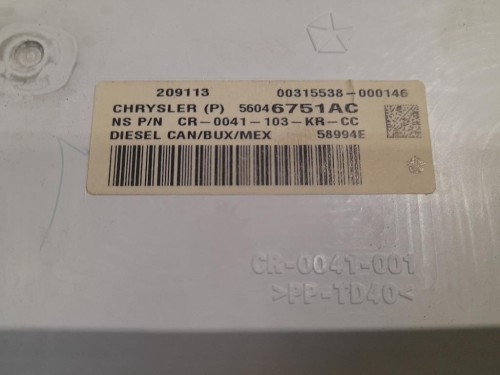 209113 00315538-000146
CHRYSLER (P) 56046751AC
NS P/N CR-0041-103-KR-CC
DIESEL CAN/BUX/MEX 58994E
CR-0041-001
>PP-TD40<